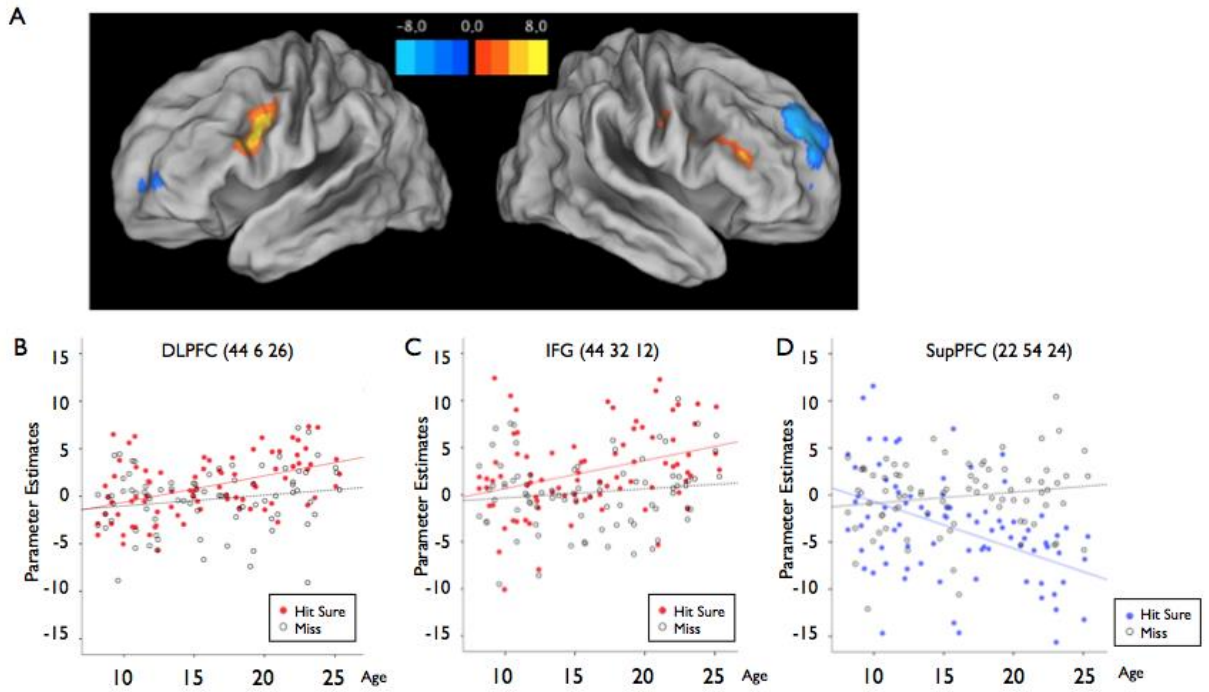 A
-8.0 0.0 8.0
B
DLPFC (44 6 26)
15
10
5
0
-5
-10
-15
Parameter Estimates
Hit Sure
Miss
10 15 20 25 Age
C
IFG (44 32 12)
15
10
5
0
-5
-10
-15
Parameter Estimates
Hit Sure
Miss
10 15 20 25 Age
D
SupPFC (22 54 24)
15
10
5
0
-5
-10
-15
Parameter Estimates
Hit Sure
Miss
10 15 20 25 Age